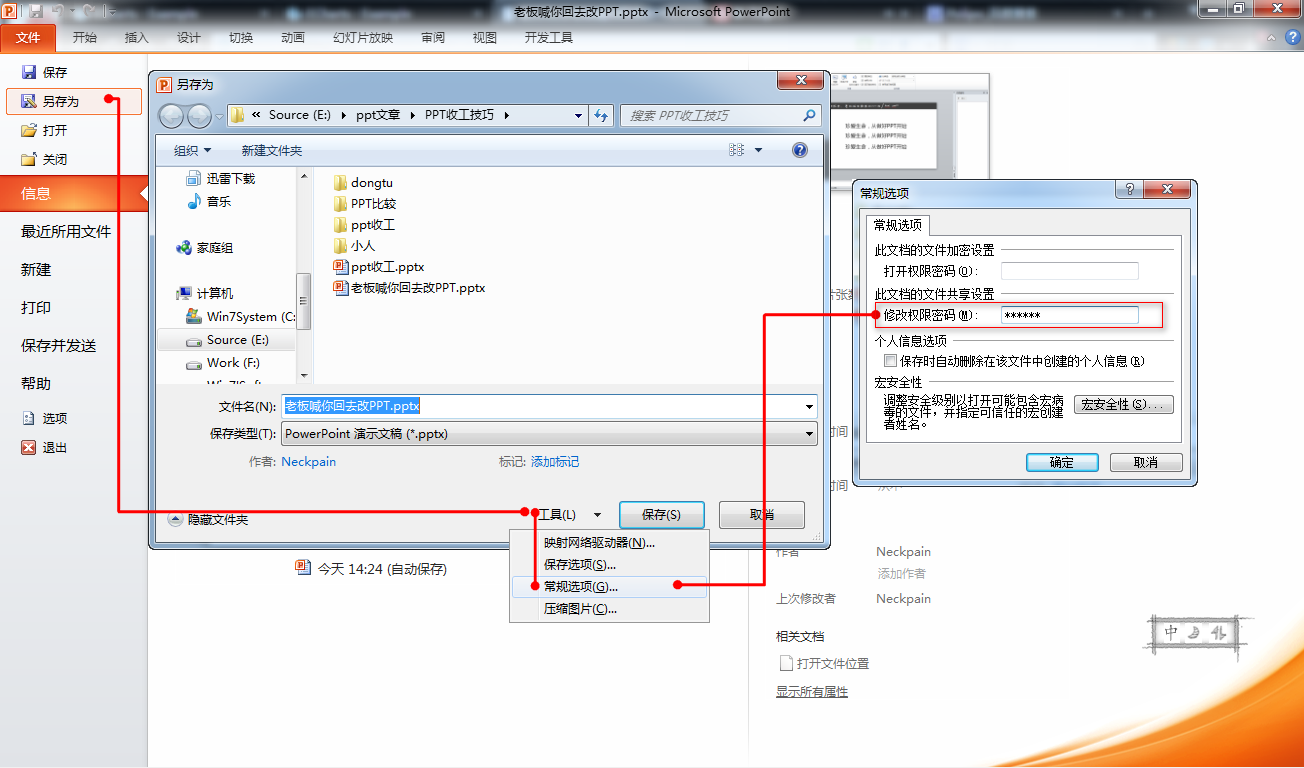 老板喊你回去改PPT.pptx - Microsoft PowerPoint
文件 开始 插入 设计 切换 动画 幻灯片放映 审阅 视图 开发工具
保存
另存为
打开
关闭
信息
最近所用文件
新建
打印
保存并发送
帮助
选项
退出
另存为
« Source (E:) ppt文章 PPT收工技巧
搜索 PPT收工技巧
组织 新建文件夹
迅雷下载
音乐
家庭组
计算机
Win7System (C:
Source (E:)
Work (F:)
dongtu
PPT比较
ppt收工
小人
ppt收工.pptx
老板喊你回去改PPT.pptx
文件名(N): 老板喊你回去改PPT.pptx
保存类型(T): PowerPoint 演示文稿 (*.pptx)
作者: Neckpain 标记: 添加标记
隐藏文件夹
工具(L) 保存(S) 取消
映射网络驱动器(N)...
保存选项(S)...
常规选项(G)...
压缩图片(C)...
今天 14:24 (自动保存)
常规选项
常规选项
此文档的文件加密设置
打开权限密码(O):
此文档的文件共享设置
修改权限密码(M): ******
个人信息选项
保存时自动删除在该文件中创建的个人信息(R)
宏安全性
调整安全级别以打开可能包含宏病
毒的文件，并指定可信任的宏创建
者姓名。
宏安全性(S)...
确定 取消
时间
时间
作者 Neckpain
添加作者
上次修改者 Neckpain
相关文档
打开文件位置
显示所有属性
中